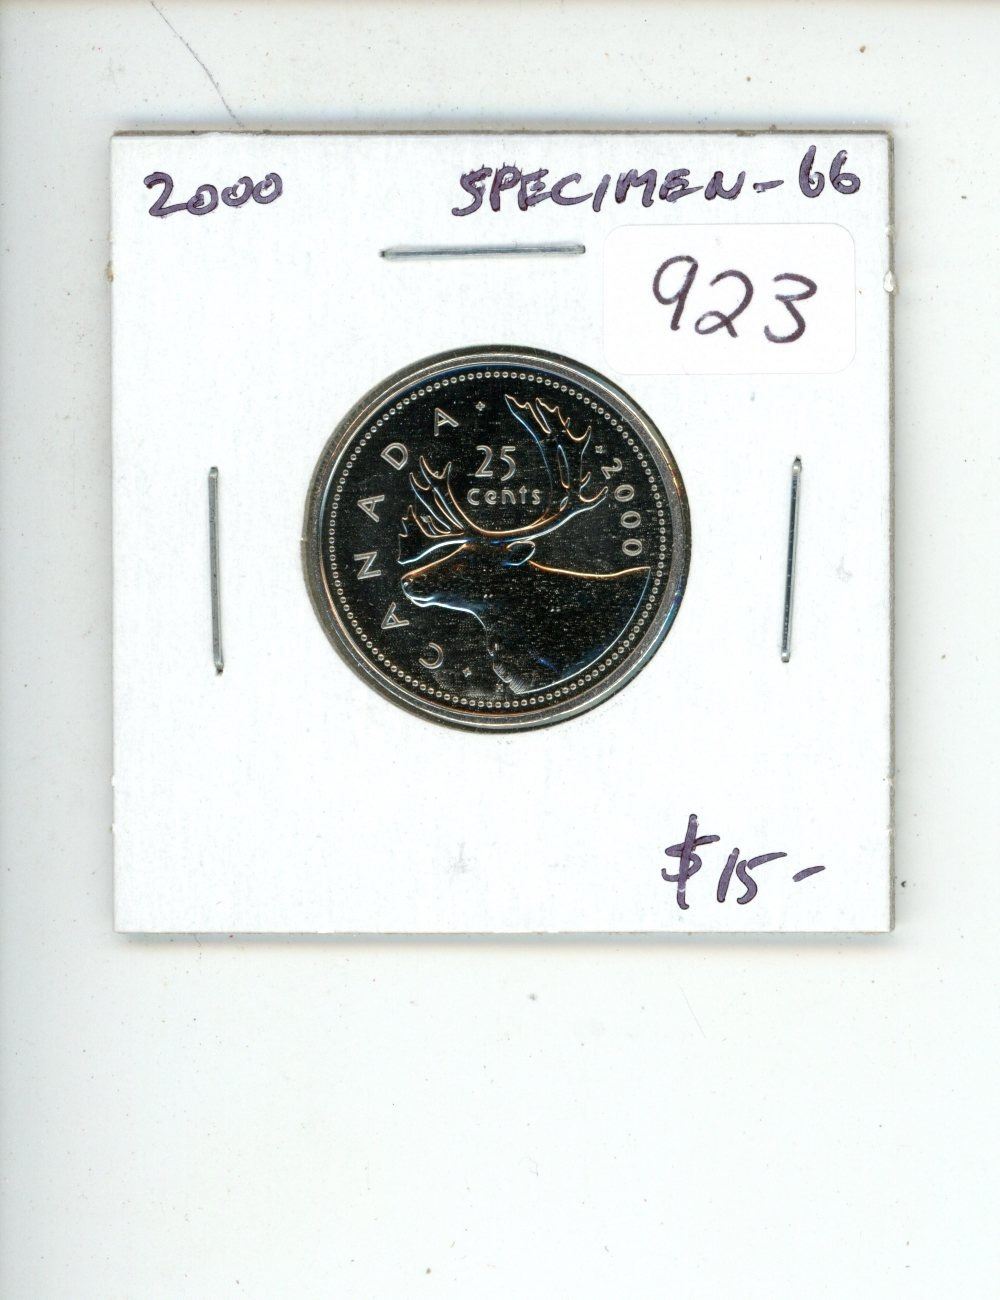 2000 SPECIMEN-66
923
CANADA
25
cents
2000
$15-